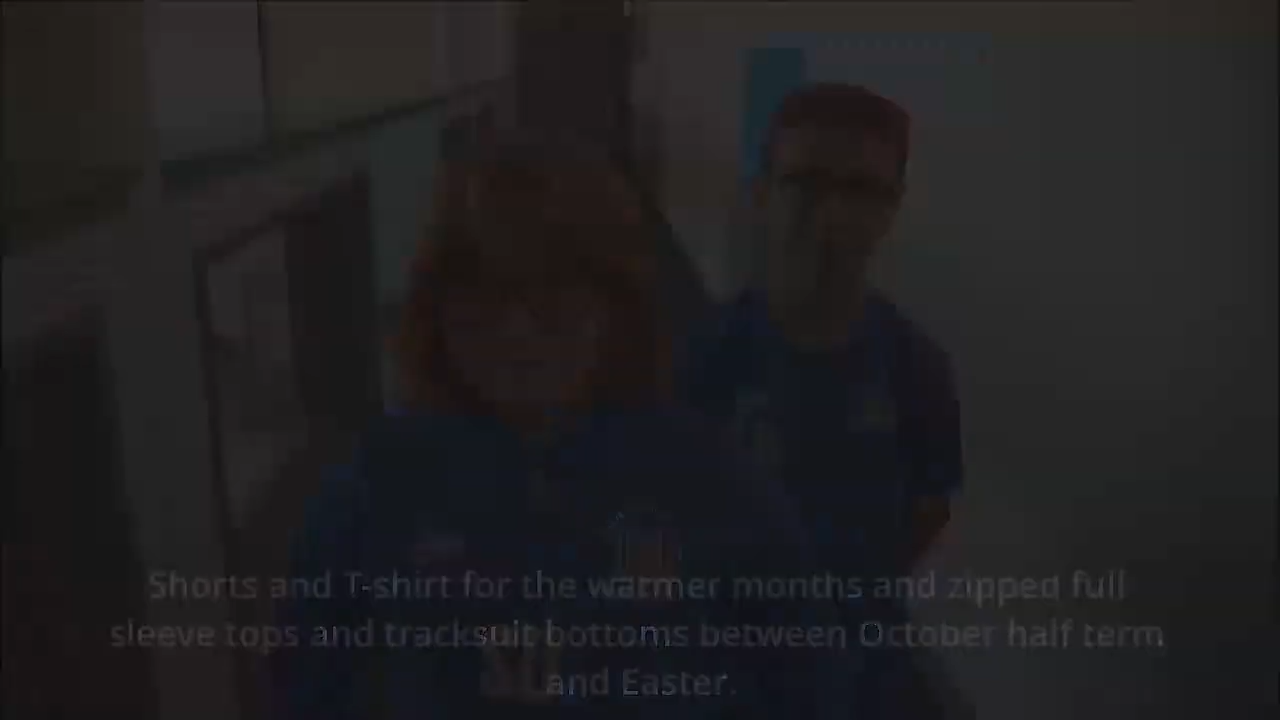 Shorts and T-shirt for the warmer months and zipped full
sleeve tops and tracksuit bottoms between October half term
and Easter.